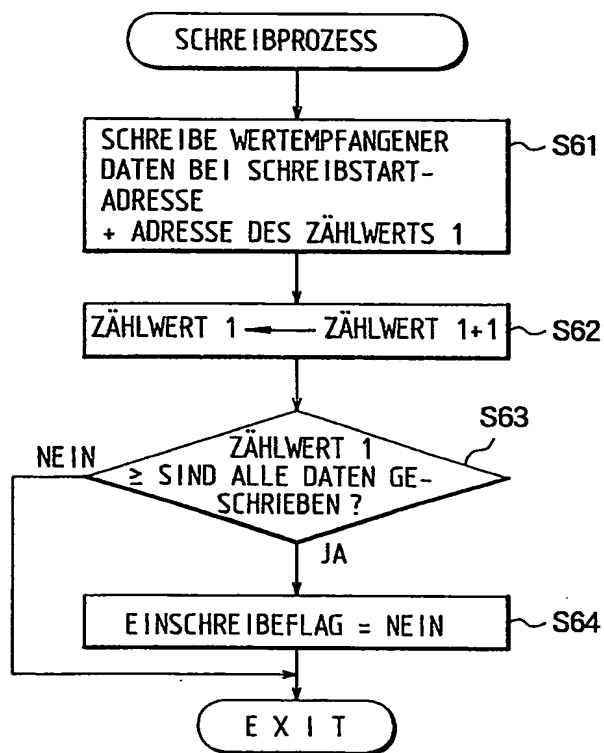 SCHREIBPROZESS
SCHREIBE WERTEMPFANGENER
DATEN BEI SCHREIBSTART-
ADRESSE
+ ADRESSE DES ZÄHLWERTS 1
S61
ZÄHLWERT 1 ← ZÄHLWERT 1+1
S62
S63
ZÄHLWERT 1
≥ SIND ALLE DATEN GE-
SCHRIEBEN ?
NEIN
JA
EINSCHREIBEFLAG = NEIN
S64
EXIT